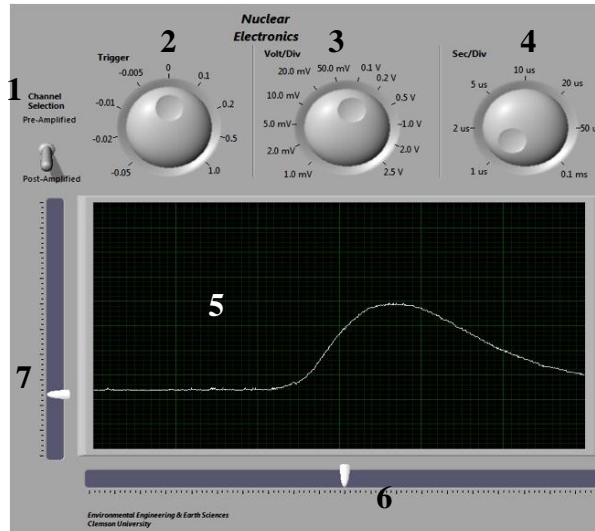 Nuclear
Electronics
1
2
3
4
Channel
Selection
Pre-Amplified
Post-Amplified
Trigger
-0.05
-0.02
-0.01
-0.005
0
0.1
0.2
0.5
1.0
Volt/Div
1.0 mV
2.0 mV
5.0 mV
10.0 mV
20.0 mV
50.0 mV
0.1 V
0.2 V
0.5 V
1.0 V
2.0 V
2.5 V
Sec/Div
1 us
2 us
5 us
10 us
20 us
50 u
0.1 ms
5
7
6
Environmental Engineering & Earth Sciences
Clemson University